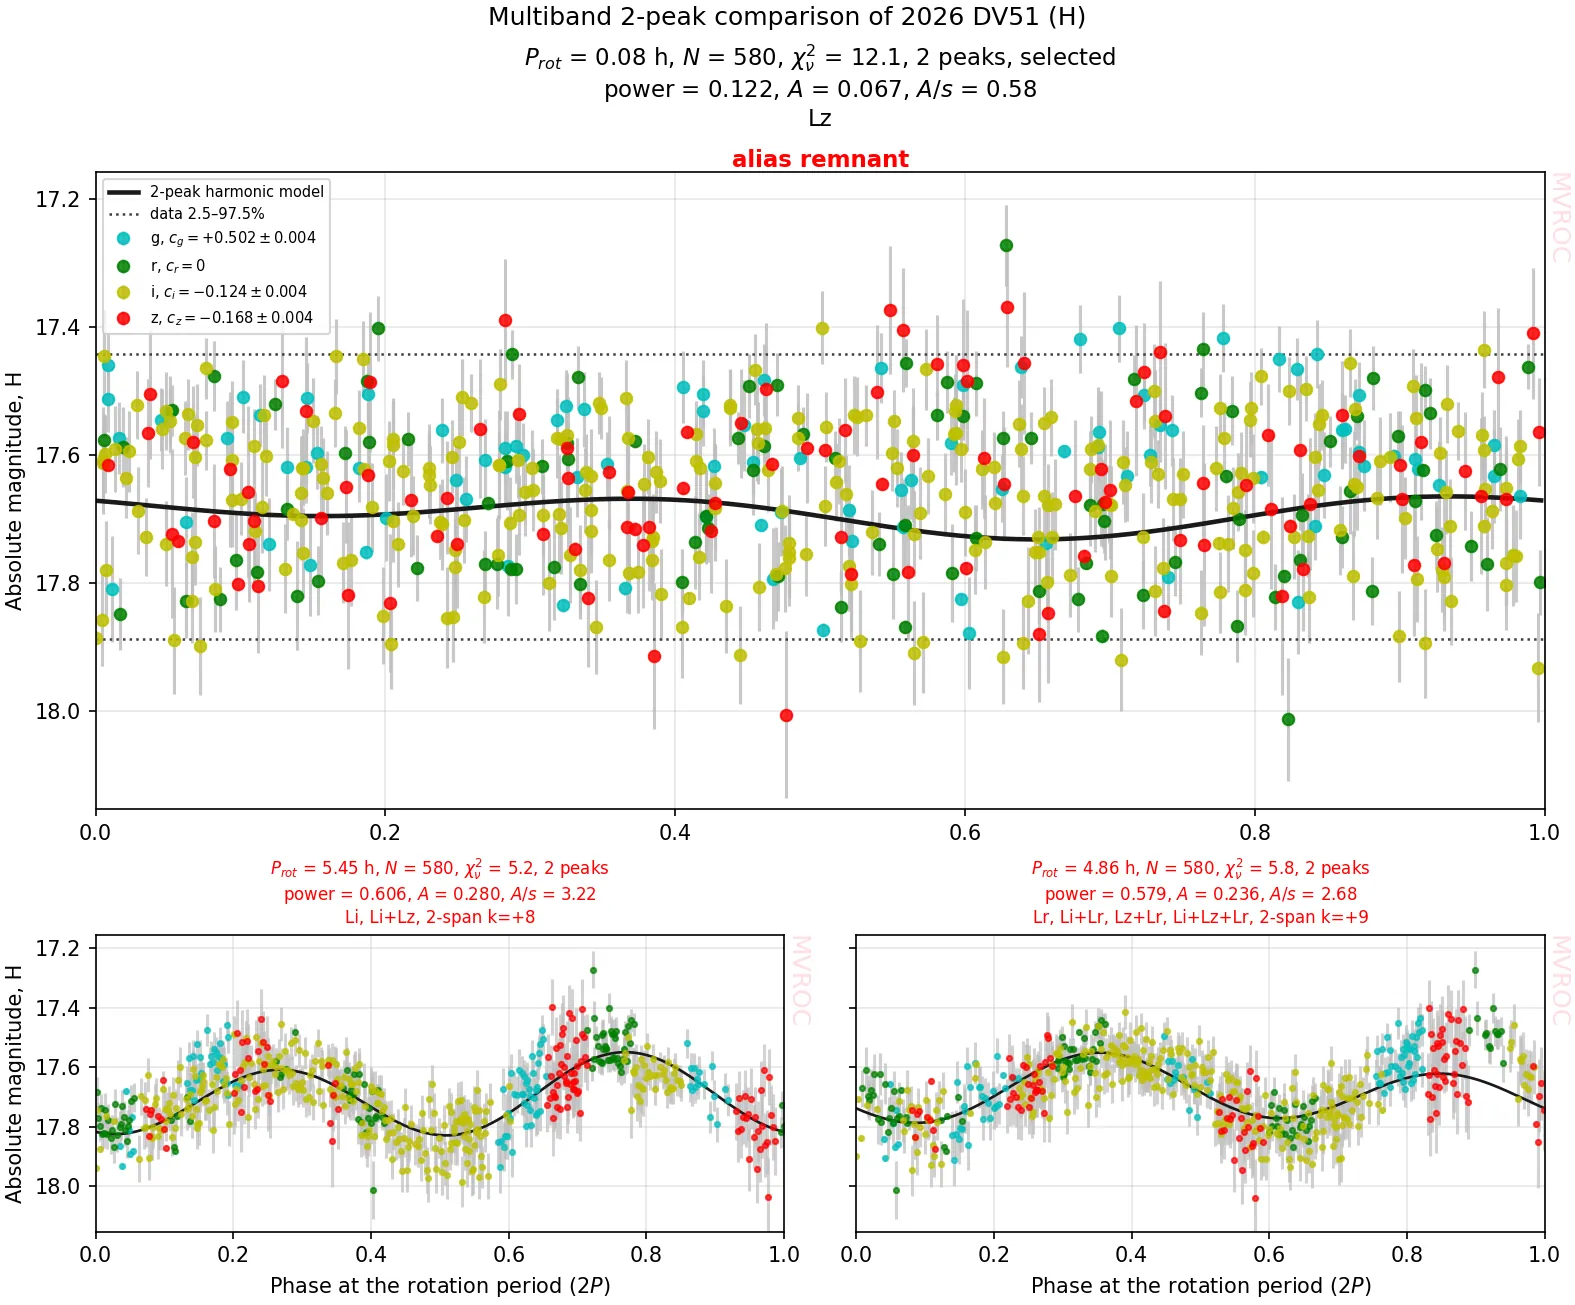 Multiband 2-peak comparison of 2026 DV51 (H)
P_rot = 0.08 h, N = 580, χ²_ν = 12.1, 2 peaks, selected
power = 0.122, A = 0.067, A/s = 0.58
Lz
alias remnant
2-peak harmonic model
data 2.5–97.5%
g, c_g = +0.502 ± 0.004
r, c_r = 0
i, c_i = −0.124 ± 0.004
z, c_z = −0.168 ± 0.004
17.2
17.4
17.6
17.8
18.0
Absolute magnitude, H
0.0 0.2 0.4 0.6 0.8 1.0
MVROC
P_rot = 5.45 h, N = 580, χ²_ν = 5.2, 2 peaks
power = 0.606, A = 0.280, A/s = 3.22
Li, Li+Lz, 2-span k=+8
17.2
17.4
17.6
17.8
18.0
Absolute magnitude, H
0.0 0.2 0.4 0.6 0.8 1.0
Phase at the rotation period (2P)
MVROC
P_rot = 4.86 h, N = 580, χ²_ν = 5.8, 2 peaks
power = 0.579, A = 0.236, A/s = 2.68
Lr, Li+Lr, Lz+Lr, Li+Lz+Lr, 2-span k=+9
0.0 0.2 0.4 0.6 0.8 1.0
Phase at the rotation period (2P)
MVROC